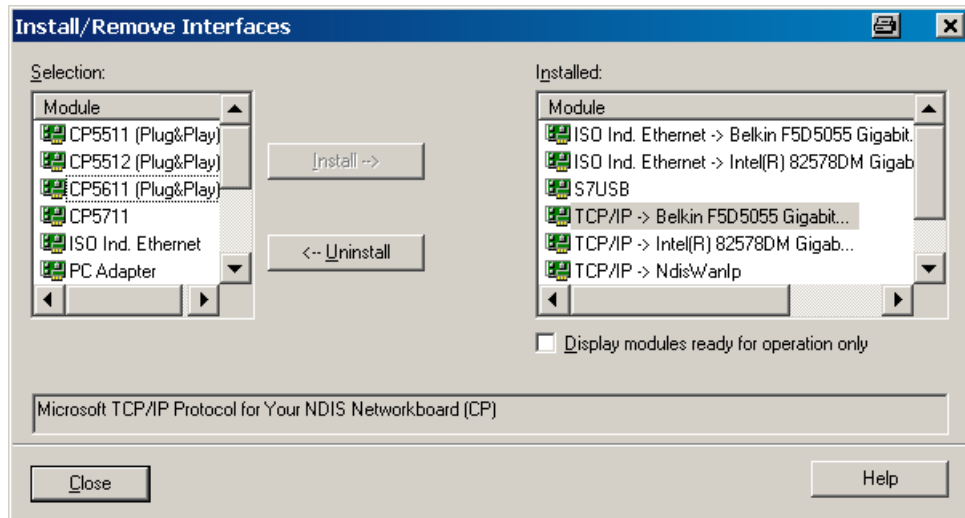 Install/Remove Interfaces
Selection:
Module
CP5511 (Plug&Play)
CP5512 (Plug&Play)
CP5611 (Plug&Play)
CP5711
ISO Ind. Ethernet
PC Adapter
Install -->
<-- Uninstall
Installed:
Module
ISO Ind. Ethernet -> Belkin F5D5055 Gigabit.
ISO Ind. Ethernet -> Intel(R) 82578DM Gigab
S7USB
TCP/IP -> Belkin F5D5055 Gigabit...
TCP/IP -> Intel(R) 82578DM Gigab...
TCP/IP -> NdisWanIp
Display modules ready for operation only
Microsoft TCP/IP Protocol for Your NDIS Networkboard (CP)
Close
Help